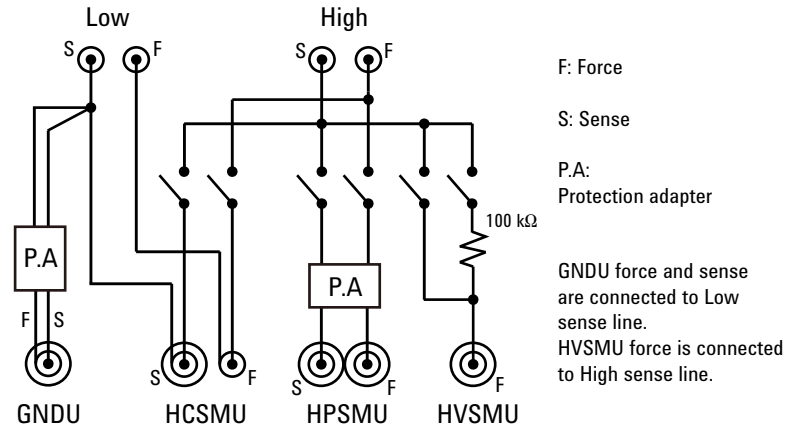 Low
High
S
F
S
F
F: Force
S: Sense
P.A:
Protection adapter
100 kΩ
P.A
P.A
GNDU force and sense
are connected to Low
sense line.
HVSMU force is connected
to High sense line.
F
S
S
F
S
F
F
GNDU
HCSMU
HPSMU
HVSMU